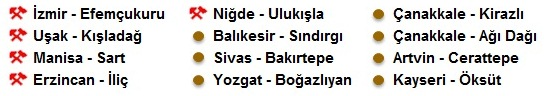 İzmir - Efemçukuru
Uşak - Kışladağ
Manisa - Sart
Erzincan - İliç
Niğde - Ulukışla
Balıkesir - Sındırgı
Sivas - Bakırtepe
Yozgat - Boğazlıyan
Çanakkale - Kirazlı
Çanakkale - Ağı Dağı
Artvin - Cerattepe
Kayseri - Öksüt